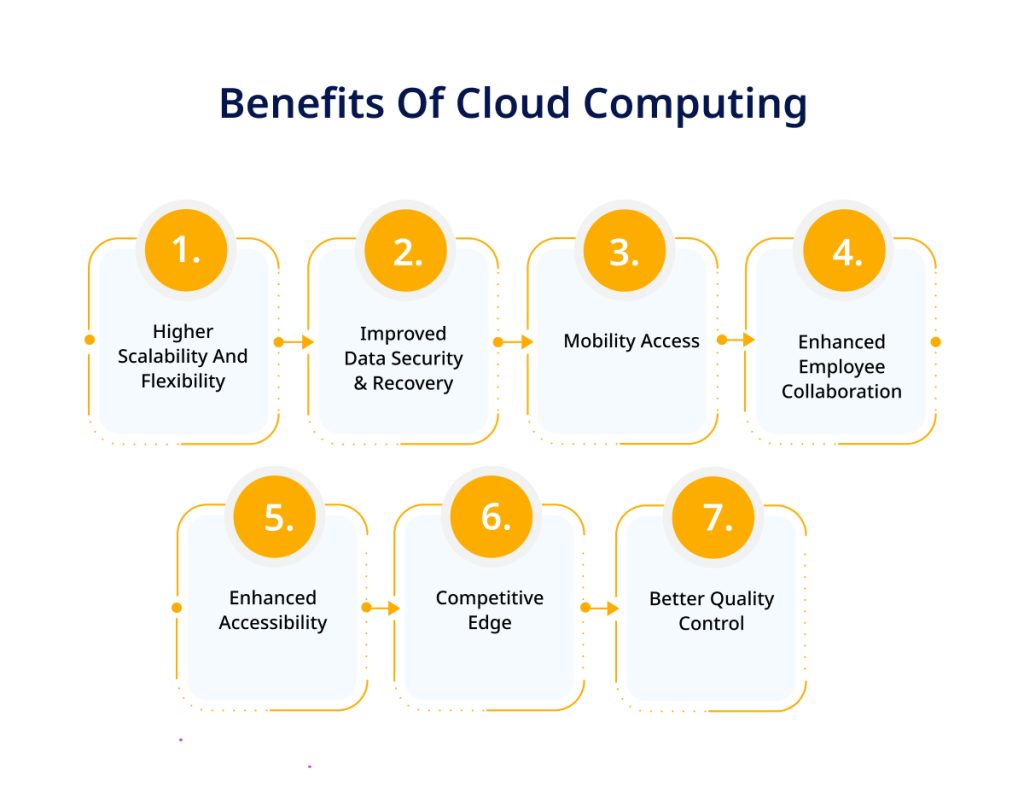 Benefits Of Cloud Computing
1.
Higher
Scalability And
Flexibility
2.
Improved
Data Security
& Recovery
3.
Mobility Access
4.
Enhanced
Employee
Collaboration
5.
Enhanced
Accessibility
6.
Competitive
Edge
7.
Better Quality
Control